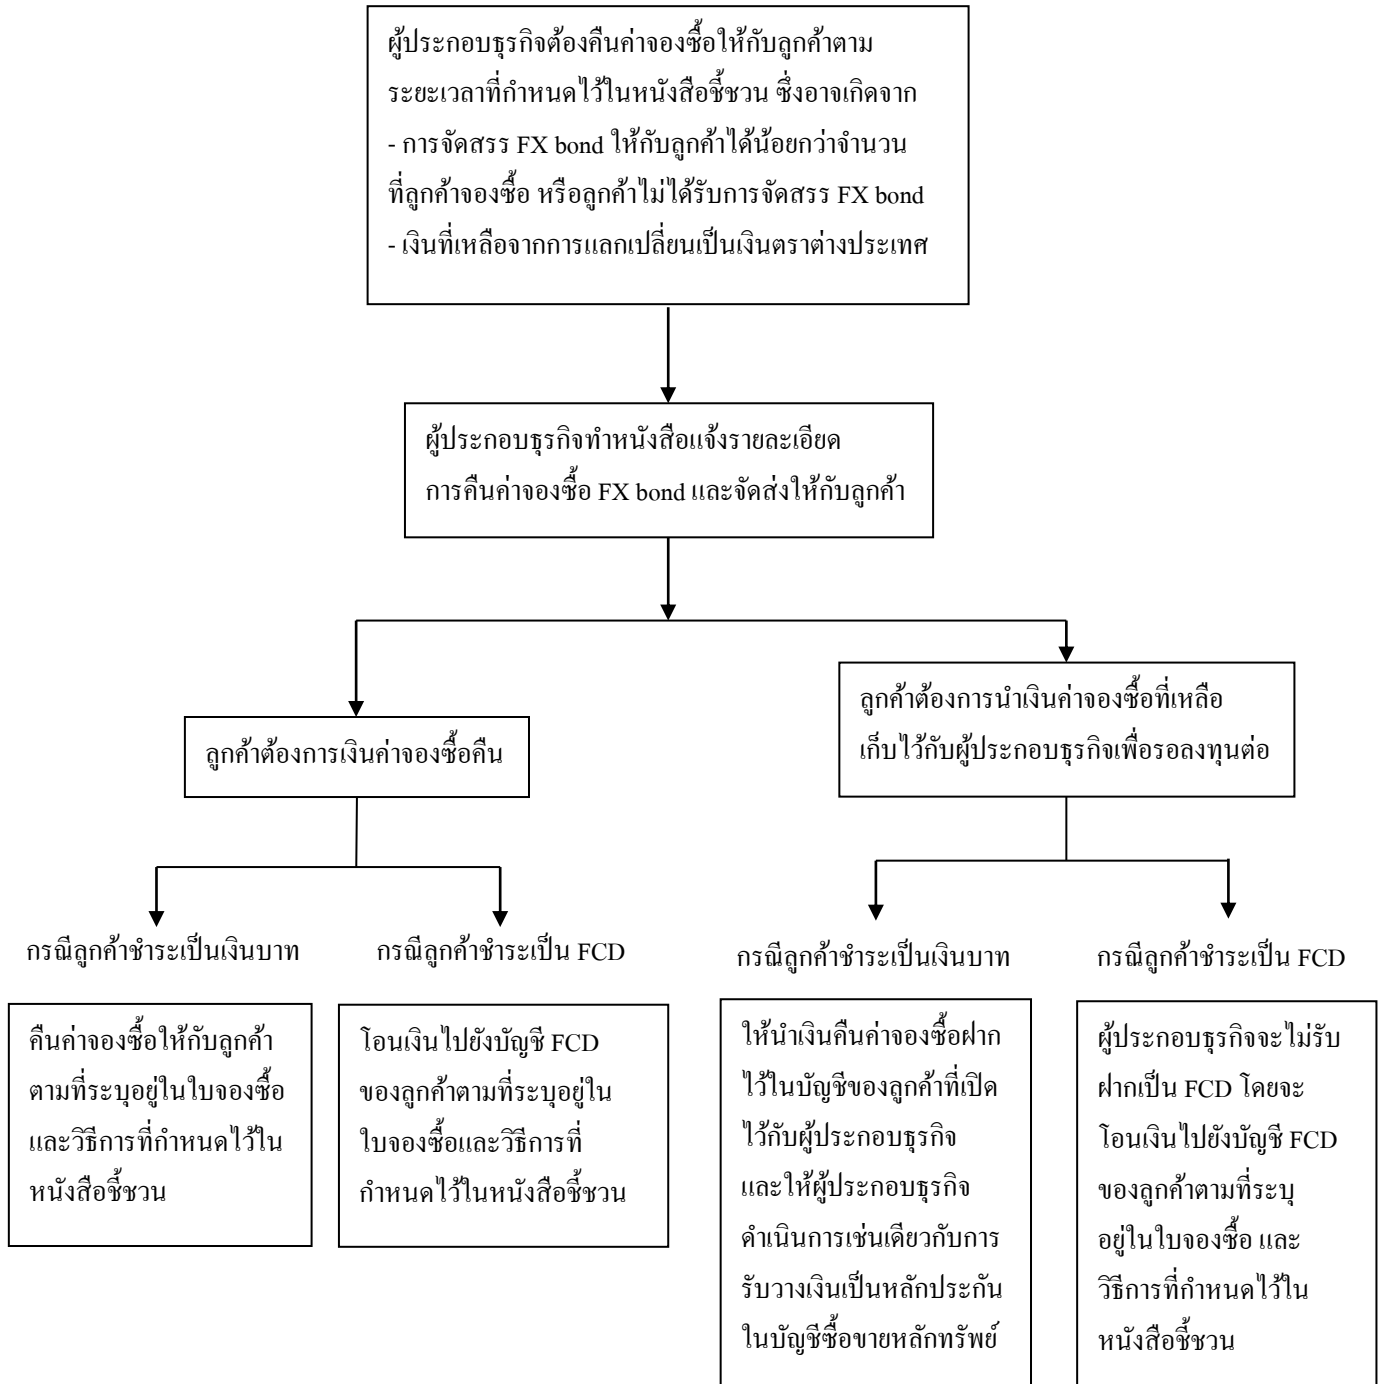 ผู้ประกอบธุรกิจต้องคืนค่าจองซื้อให้กับลูกค้าตาม
ระยะเวลาที่กำหนดไว้ในหนังสือชี้ชวน ซึ่งอาจเกิดจาก
- การจัดสรร FX bond ให้กับลูกค้าได้น้อยกว่าจำนวน
ที่ลูกค้าจองซื้อ หรือลูกค้าไม่ได้รับการจัดสรร FX bond
- เงินที่เหลือจากการแลกเปลี่ยนเป็นเงินตราต่างประเทศ
ผู้ประกอบธุรกิจทำหนังสือแจ้งรายละเอียด
การคืนค่าจองซื้อ FX bond และจัดส่งให้กับลูกค้า
ลูกค้าต้องการเงินค่าจองซื้อคืน
ลูกค้าต้องการนำเงินค่าจองซื้อที่เหลือ
เก็บไว้กับผู้ประกอบธุรกิจเพื่อรอลงทุนต่อ
กรณีลูกค้าชำระเป็นเงินบาท
คืนค่าจองซื้อให้กับลูกค้า
ตามที่ระบุอยู่ในใบจองซื้อ
และวิธีการที่กำหนดไว้ใน
หนังสือชี้ชวน
กรณีลูกค้าชำระเป็น FCD
โอนเงินไปยังบัญชี FCD
ของลูกค้าตามที่ระบุอยู่ใน
ใบจองซื้อและวิธีการที่
กำหนดไว้ในหนังสือชี้ชวน
กรณีลูกค้าชำระเป็นเงินบาท
ให้นำเงินคืนค่าจองซื้อฝาก
ไว้ในบัญชีของลูกค้าที่เปิด
ไว้กับผู้ประกอบธุรกิจ
และให้ผู้ประกอบธุรกิจ
ดำเนินการเช่นเดียวกับการ
รับวางเงินเป็นหลักประกัน
ในบัญชีซื้อขายหลักทรัพย์
กรณีลูกค้าชำระเป็น FCD
ผู้ประกอบธุรกิจจะไม่รับ
ฝากเป็น FCD โดยจะ
โอนเงินไปยังบัญชี FCD
ของลูกค้าตามที่ระบุ
อยู่ในใบจองซื้อ และ
วิธีการที่กำหนดไว้ใน
หนังสือชี้ชวน